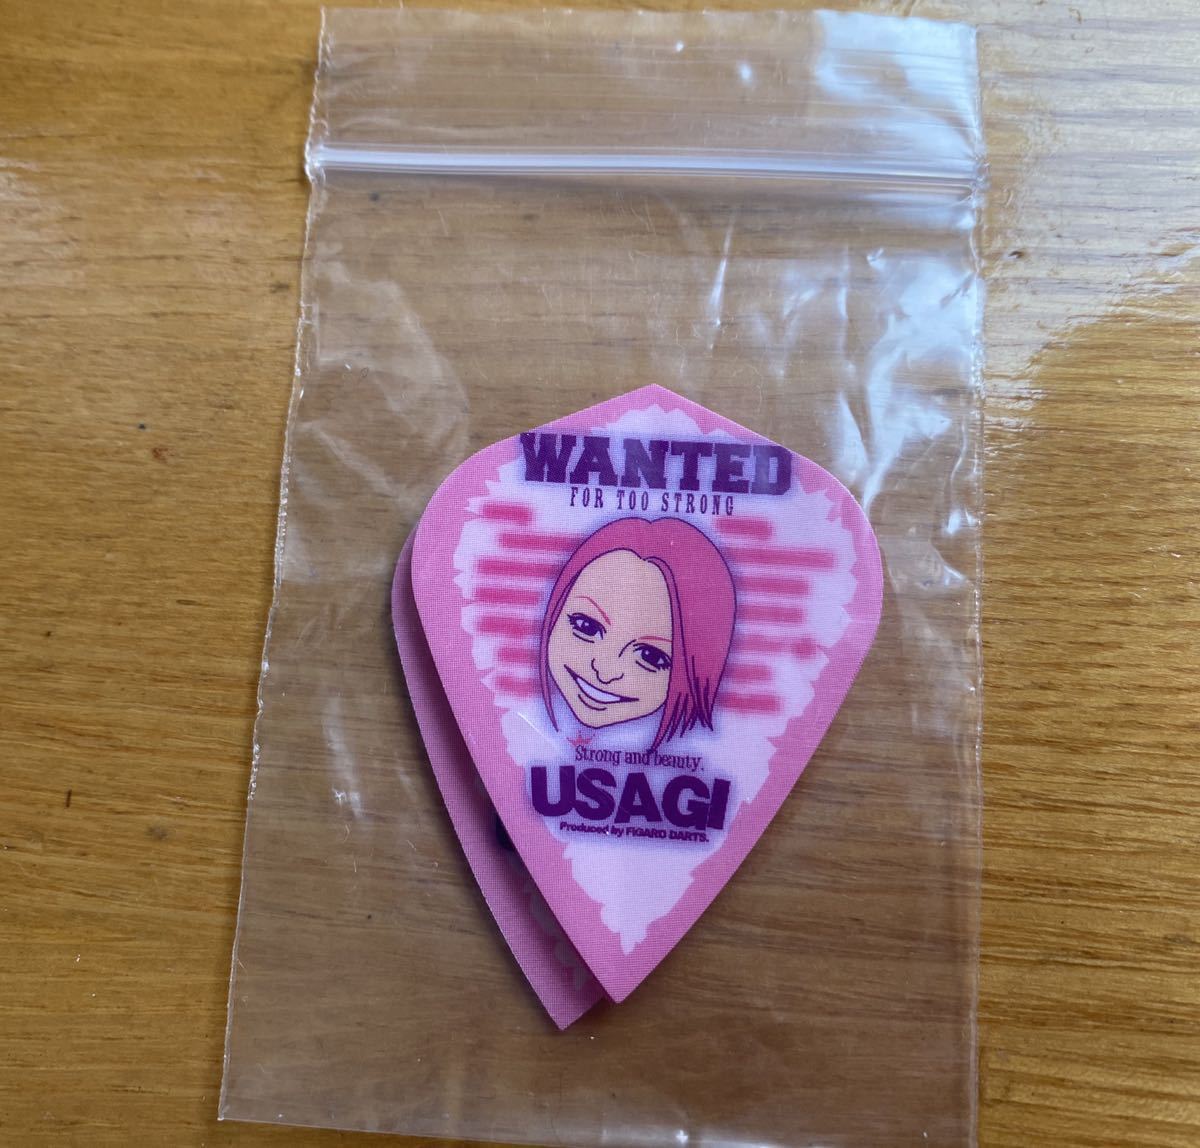 WANTED
FOR TOO STRONG
Strong and beauty.
USAGI
Produced by FIGARO DARTS.